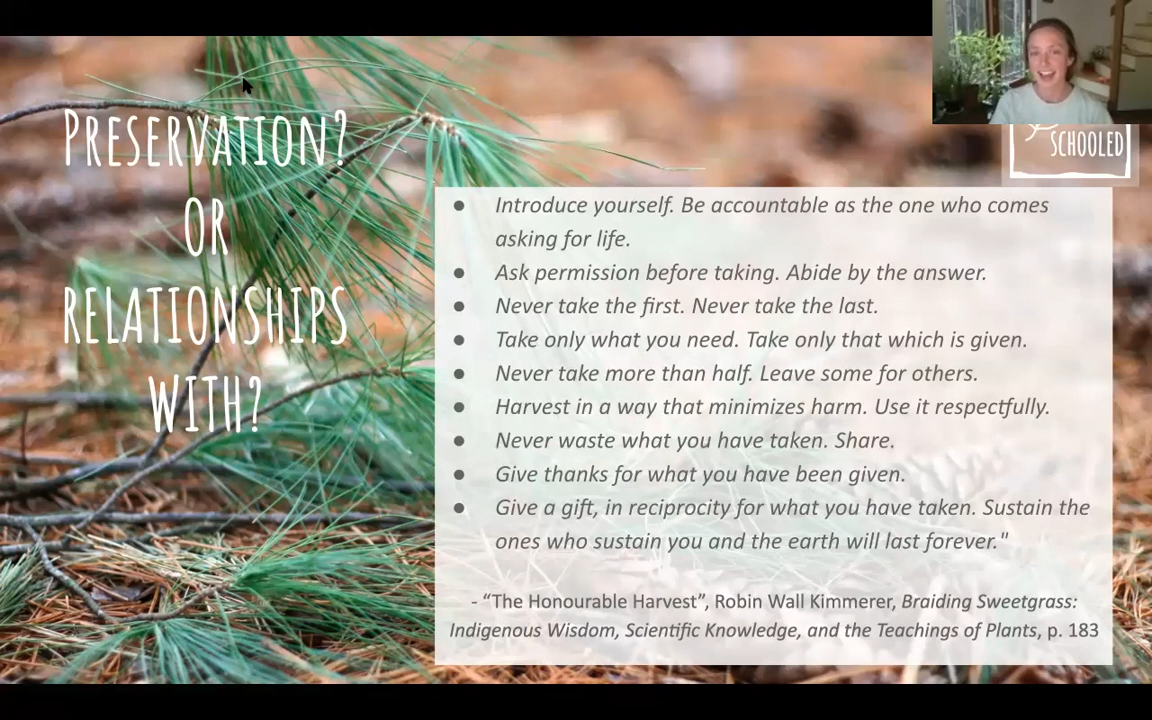 PRESERVATION?
OR
RELATIONSHIPS
WITH?
SCHOOLED
● Introduce yourself. Be accountable as the one who comes
asking for life.
● Ask permission before taking. Abide by the answer.
● Never take the first. Never take the last.
● Take only what you need. Take only that which is given.
● Never take more than half. Leave some for others.
● Harvest in a way that minimizes harm. Use it respectfully.
● Never waste what you have taken. Share.
● Give thanks for what you have been given.
● Give a gift, in reciprocity for what you have taken. Sustain the
ones who sustain you and the earth will last forever."
- “The Honourable Harvest”, Robin Wall Kimmerer, Braiding Sweetgrass:
Indigenous Wisdom, Scientific Knowledge, and the Teachings of Plants, p. 183